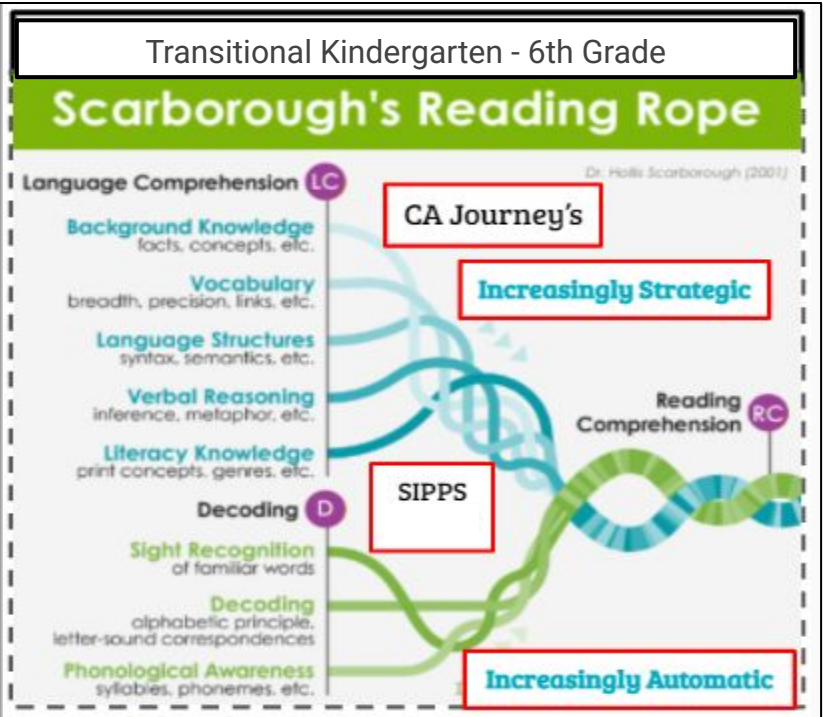 Transitional Kindergarten - 6th Grade
Scarborough's Reading Rope
Dr. Hollis Scarborough (2001)
Language Comprehension LC
CA Journey's
Background Knowledge
facts, concepts, etc.
Increasingly Strategic
Vocabulary
breadth, precision, links, etc.
Language Structures
syntax, semantics, etc.
Verbal Reasoning
inference, metaphor, etc.
Reading
Comprehension RC
Literacy Knowledge
print concepts, genres, etc.
SIPPS
Decoding D
Sight Recognition
of familiar words
Decoding
alphabetic principle,
letter-sound correspondences
Phonological Awareness
syllables, phonemes, etc.
Increasingly Automatic